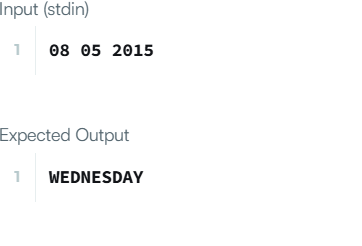 Input (stdin)
1 08 05 2015
Expected Output
1 WEDNESDAY